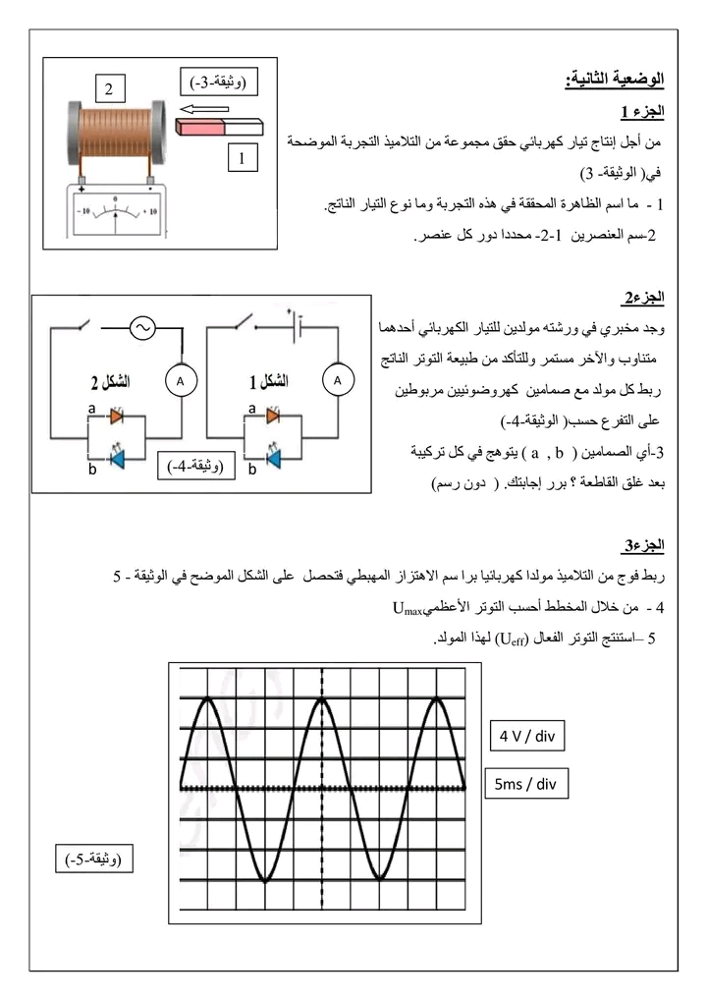 الوضعية الثانية:
الجزء 1
من أجل إنتاج تيار كهربائي حقق مجموعة من التلاميذ التجربة الموضحة
في( الوثيقة- 3)
1 - ما اسم الظاهرة المحققة في هذه التجربة وما نوع التيار الناتج.
2-سم العنصرين 1-2- محددا دور كل عنصر.
(وثيقة-3-)
2
1
+
-
- 10
0
+ 10
الجزء2
وجد مخبري في ورشته مولدين للتيار الكهربائي أحدهما
متناوب والآخر مستمر وللتأكد من طبيعة التوتر الناتج
ربط كل مولد مع صمامين كهروضوئيين مربوطين
على التفرع حسب( الوثيقة-4-)
3-أي الصمامين ( a , b ) يتوهج في كل تركيبة
بعد غلق القاطعة ؟ برر إجابتك. ( دون رسم)
+ -
A
A
الشكل 1
الشكل 2
a
a
b
b
(وثيقة-4-)
الجزء3
ربط فوج من التلاميذ مولدا كهربائيا برا سم الاهتزاز المهبطي فتحصل على الشكل الموضح في الوثيقة - 5
4 - من خلال المخطط أحسب التوتر الأعظمي Umax
5 –استنتج التوتر الفعال (Ueff) لهذا المولد.
4 V / div
5ms / div
(وثيقة-5-)